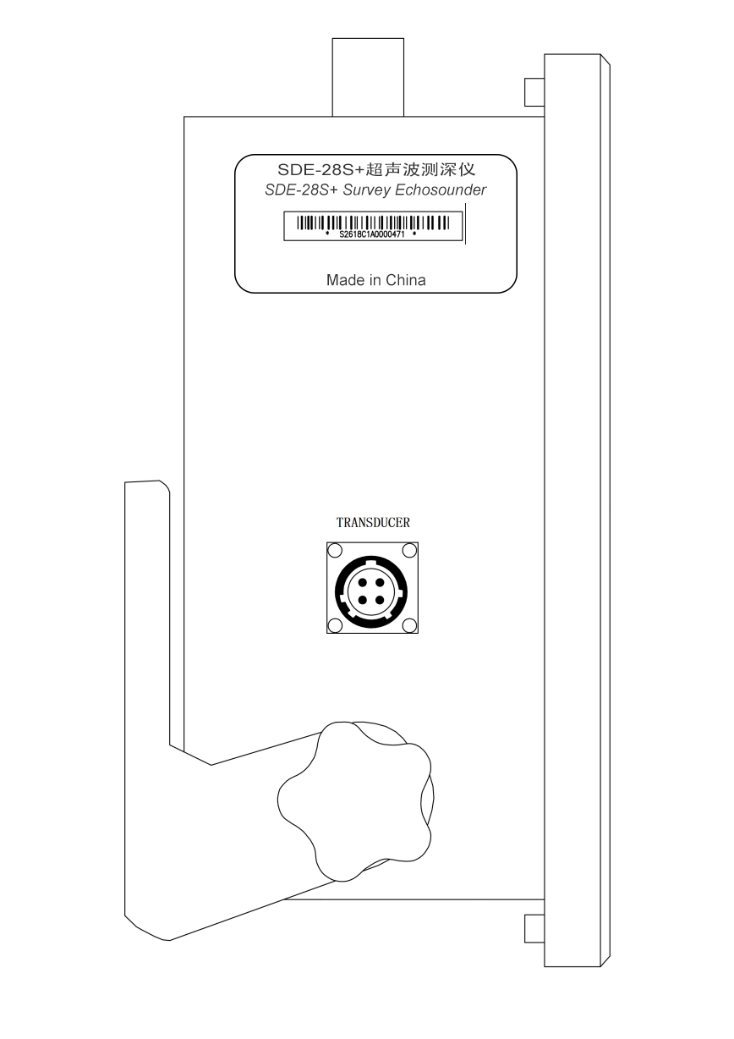 SDE-28S+超声波测深仪
SDE-28S+ Survey Echosounder
* S2618C1A0000471 *
Made in China
TRANSDUCER